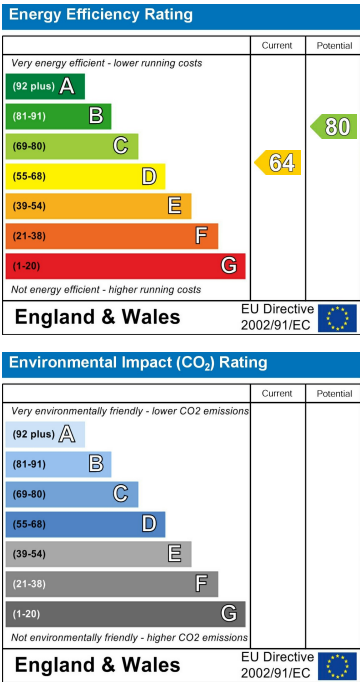 Energy Efficiency Rating
Current Potential
Very energy efficient - lower running costs
(92 plus) A
(81-91) B
(69-80) C
(55-68) D
(39-54) E
(21-38) F
(1-20) G
64
80
Not energy efficient - higher running costs
England & Wales
EU Directive
2002/91/EC
Environmental Impact (CO₂) Rating
Current Potential
Very environmentally friendly - lower CO2 emissions
(92 plus) A
(81-91) B
(69-80) C
(55-68) D
(39-54) E
(21-38) F
(1-20) G
Not environmentally friendly - higher CO2 emissions
England & Wales
EU Directive
2002/91/EC